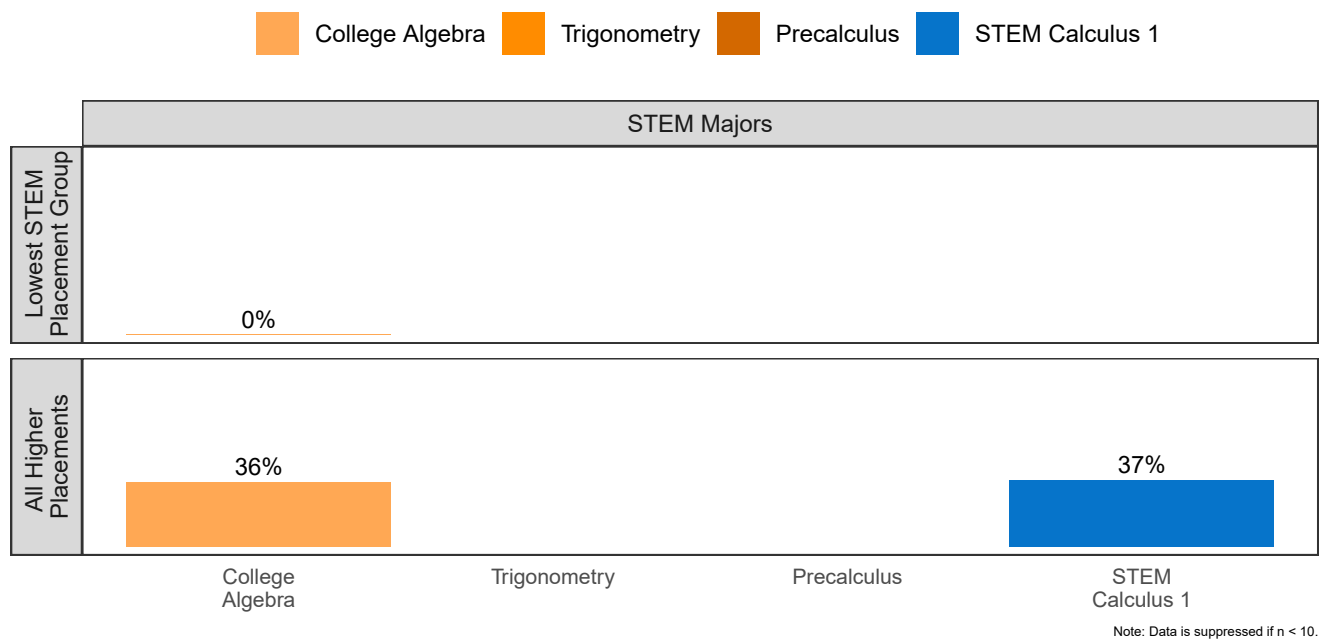 College Algebra Trigonometry Precalculus STEM Calculus 1
STEM Majors
Lowest STEM
Placement Group
0%
All Higher
Placements
36%
37%
College
Algebra
Trigonometry
Precalculus
STEM
Calculus 1
Note: Data is suppressed if n < 10.